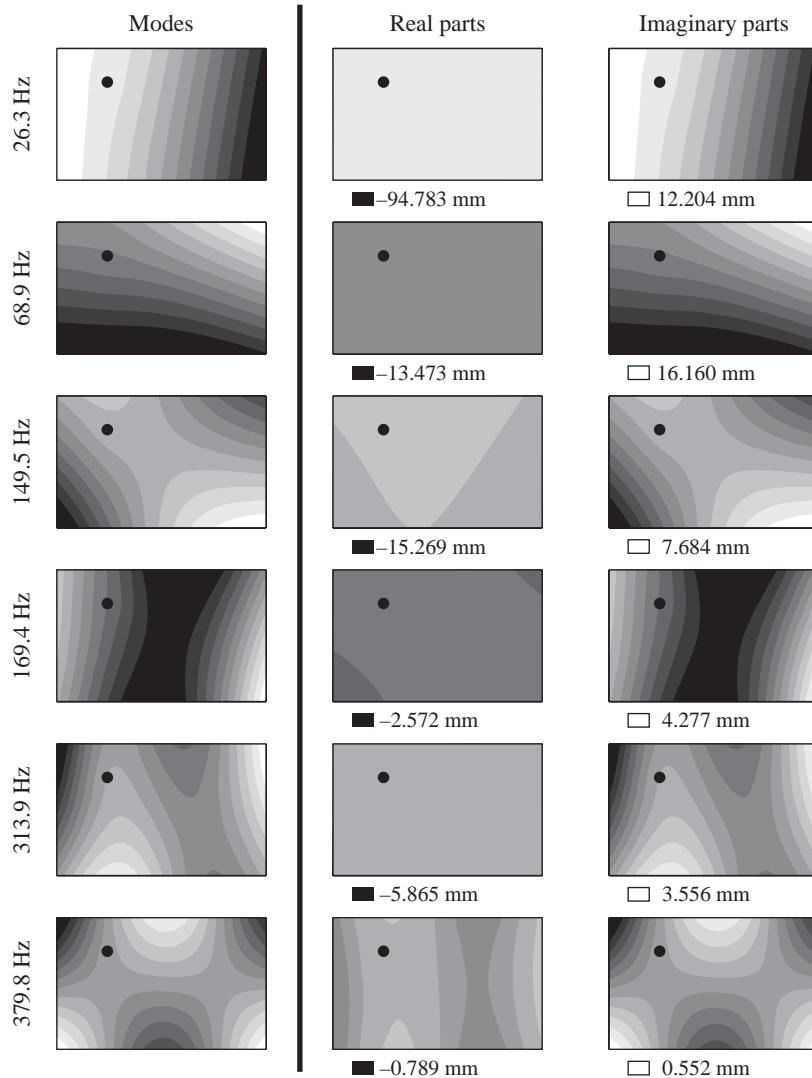 Modes Real parts Imaginary parts
26.3 Hz
–94.783 mm 12.204 mm
68.9 Hz
–13.473 mm 16.160 mm
149.5 Hz
–15.269 mm 7.684 mm
169.4 Hz
–2.572 mm 4.277 mm
313.9 Hz
–5.865 mm 3.556 mm
379.8 Hz
–0.789 mm 0.552 mm